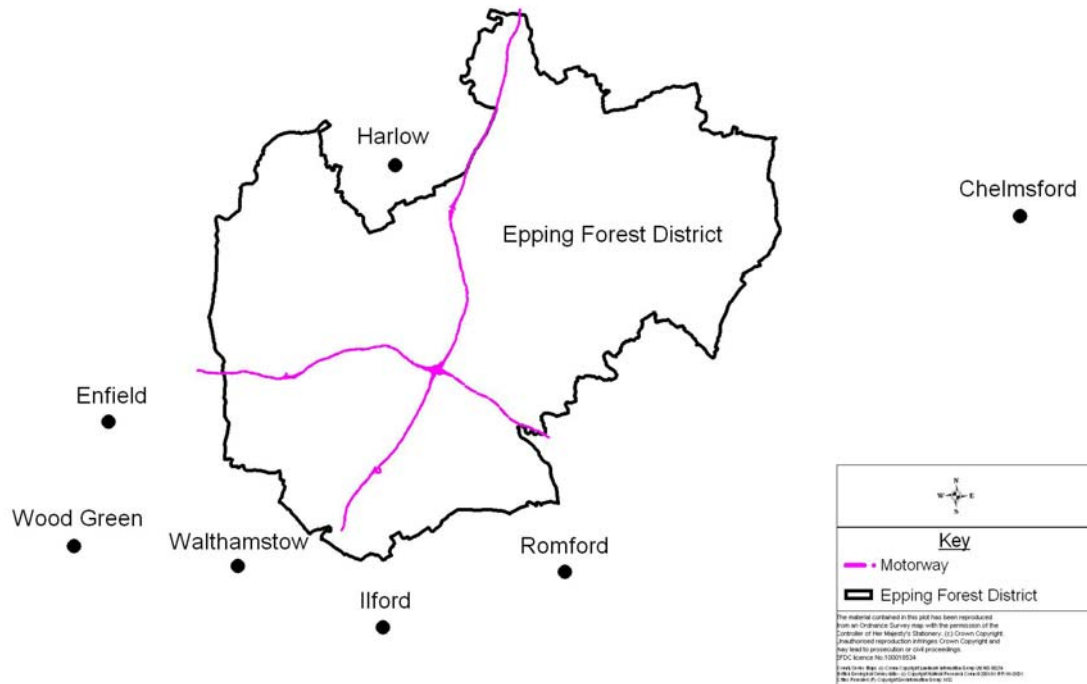 Harlow
Chelmsford
Epping Forest District
Enfield
Wood Green
Walthamstow
Romford
Ilford
N
W E
S
Key
Motorway
Epping Forest District
The material contained in this plot has been reproduced
from an Ordnance Survey map with the permission of the
Controller of Her Majesty's Stationery. (c) Crown Copyright.
Unauthorised reproduction infringes Crown Copyright and
may lead to prosecution or civil proceedings.
EFDC licence No.100018534